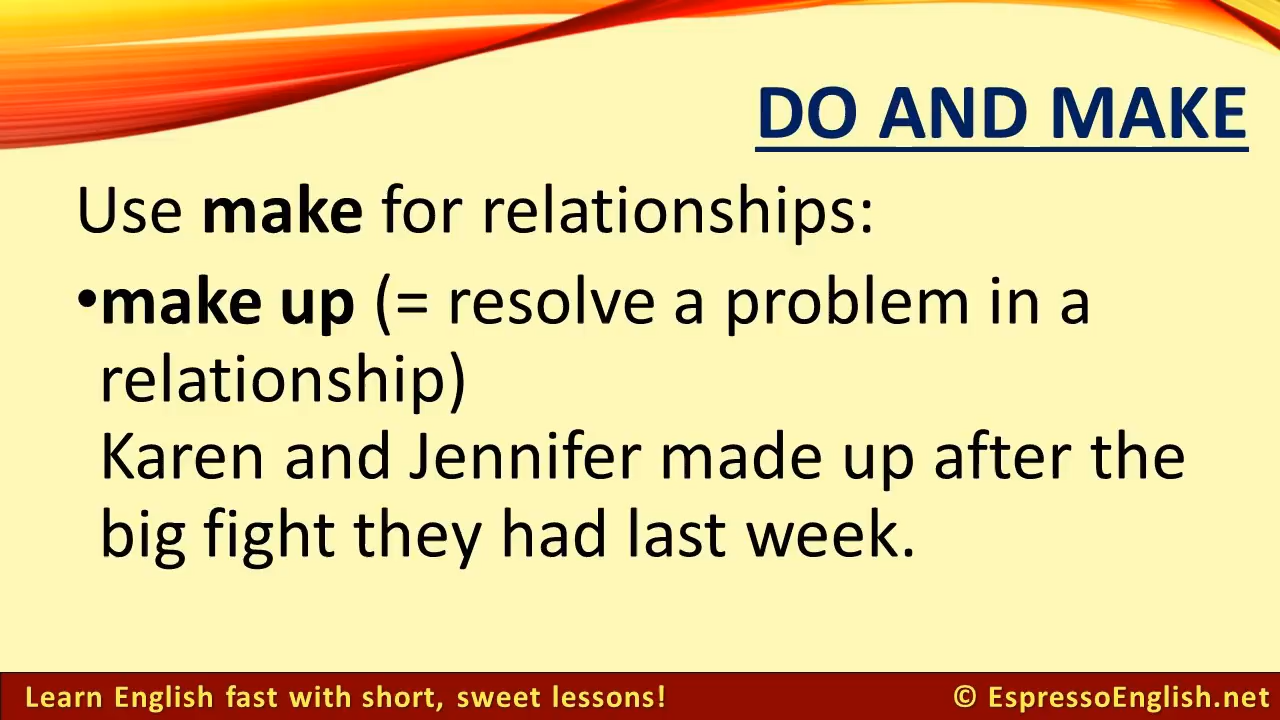 DO AND MAKE
Use make for relationships:
•make up (= resolve a problem in a
relationship)
Karen and Jennifer made up after the
big fight they had last week.
Learn English fast with short, sweet lessons!
© EspressoEnglish.net